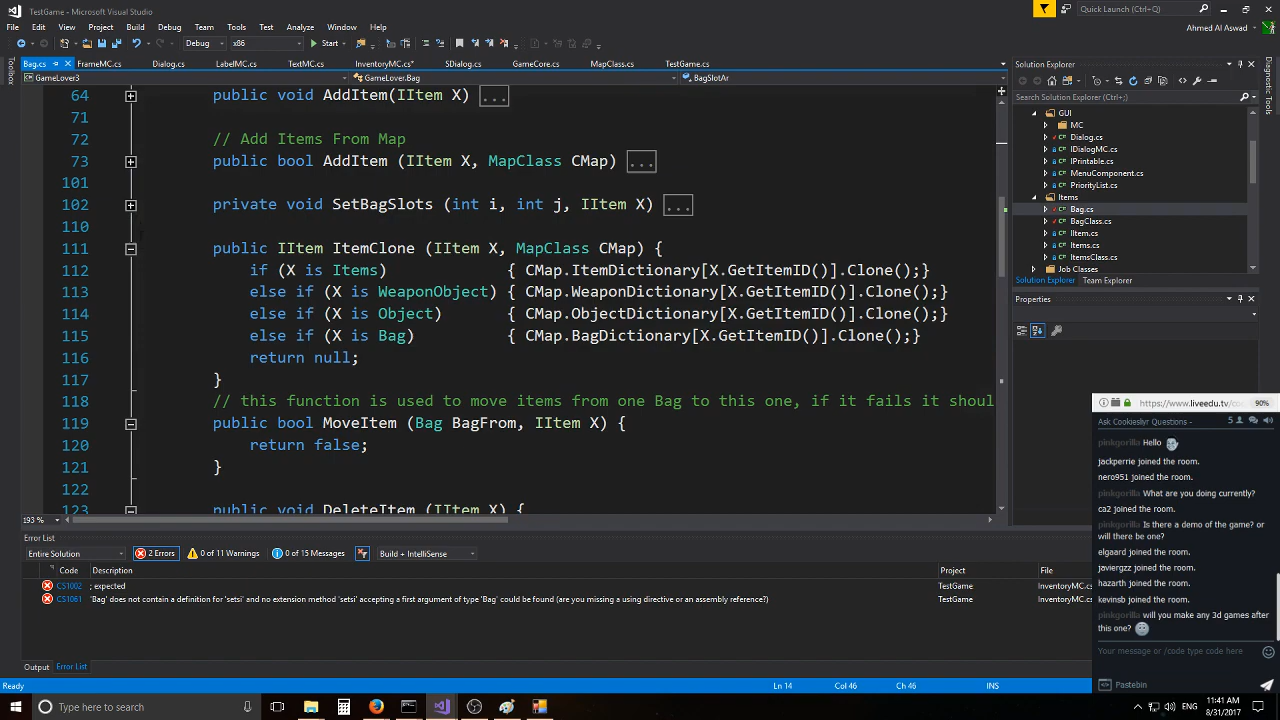 TestGame - Microsoft Visual Studio
Quick Launch (Ctrl+Q)
File Edit View Project Build Debug Team Tools Test Analyze Window Help
Ahmed Al Aswad
Debug x86 Start
Bag.cs FrameMC.cs Dialog.cs LabelMC.cs TextMC.cs InventoryMC.cs* SDialog.cs GameCore.cs MapClass.cs TestGame.cs
GameLover3 GameLover.Bag BagSlotAr
Toolbox
64 public void AddItem(IItem X) ...
71
72 // Add Items From Map
73 public bool AddItem (IItem X, MapClass CMap) ...
101
102 private void SetBagSlots (int i, int j, IItem X) ...
110
111 public IItem ItemClone (IItem X, MapClass CMap) {
112 if (X is Items) { CMap.ItemDictionary[X.GetItemID()].Clone();}
113 else if (X is WeaponObject) { CMap.WeaponDictionary[X.GetItemID()].Clone();}
114 else if (X is Object) { CMap.ObjectDictionary[X.GetItemID()].Clone();}
115 else if (X is Bag) { CMap.BagDictionary[X.GetItemID()].Clone();}
116 return null;
117 }
118 // this function is used to move items from one Bag to this one, if it fails it shoul
119 public bool MoveItem (Bag BagFrom, IItem X) {
120 return false;
121 }
122
123 public void DeleteItem (IItem X) {
193 %
Solution Explorer
Search Solution Explorer (Ctrl+;)
GUI
MC
Dialog.cs
IDialogMC.cs
IPrintable.cs
MenuComponent.cs
PriorityList.cs
Items
Bag.cs
BagClass.cs
IItem.cs
Items.cs
ItemsClass.cs
Job Classes
Solution Explorer Team Explorer
Properties
Diagnostic Tools
Error List
Entire Solution 2 Errors 0 of 11 Warnings 0 of 15 Messages Build + IntelliSense
Code Description Project File
CS1002 ; expected TestGame InventoryMC.cs
CS1061 'Bag' does not contain a definition for 'setsi' and no extension method 'setsi' accepting a first argument of type 'Bag' could be found (are you missing a using directive or an assembly reference?) TestGame InventoryMC.cs
Output Error List
Ready Ln 14 Col 46 Ch 46 INS
https://www.liveedu.tv/co 90%
Ask Cookieslyr Questions - 5
pinkgorilla Hello
jackperrie joined the room.
nero951 joined the room.
pinkgorilla What are you doing currently?
ca2 joined the room.
pinkgorilla Is there a demo of the game? or
will there be one?
elgaard joined the room.
javiergzz joined the room.
hazarth joined the room.
kevinsb joined the room.
pinkgorilla will you make any 3d games after
this one?
Your message or /code type code here
Pastebin
Type here to search
ENG
11:41 AM
8/31/2017